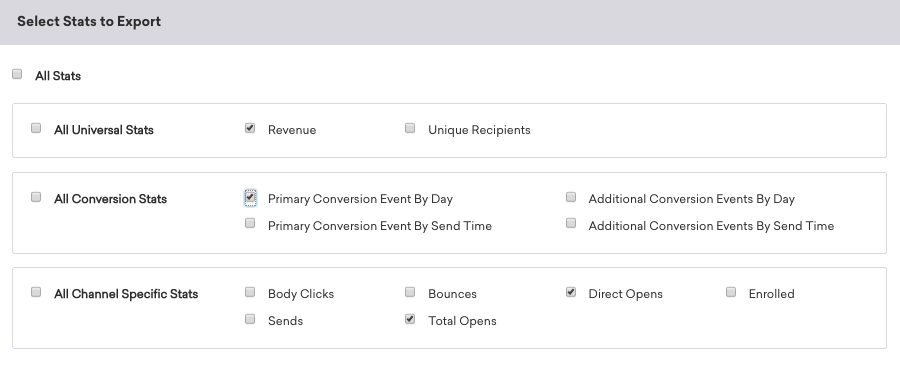 Select Stats to Export
All Stats
All Universal Stats Revenue Unique Recipients
All Conversion Stats Primary Conversion Event By Day Additional Conversion Events By Day
Primary Conversion Event By Send Time Additional Conversion Events By Send Time
All Channel Specific Stats Body Clicks Bounces Direct Opens Enrolled
Sends Total Opens